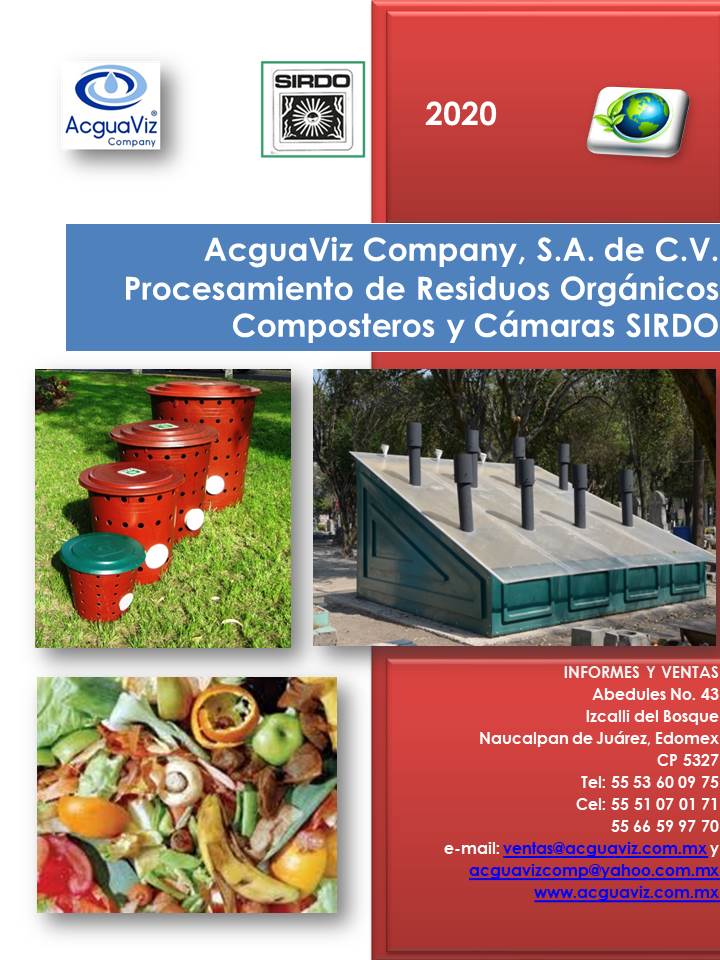 AcguaViz®
Company
SIRDO
2020
AcguaViz Company, S.A. de C.V.
Procesamiento de Residuos Orgánicos
Composteros y Cámaras SIRDO
INFORMES Y VENTAS
Abedules No. 43
Izcalli del Bosque
Naucalpan de Juárez, Edomex
CP 5327
Tel: 55 53 60 09 75
Cel: 55 51 07 01 71
55 66 59 97 70
e-mail: ventas@acguaviz.com.mx y
acguavizcomp@yahoo.com.mx
www.acguaviz.com.mx